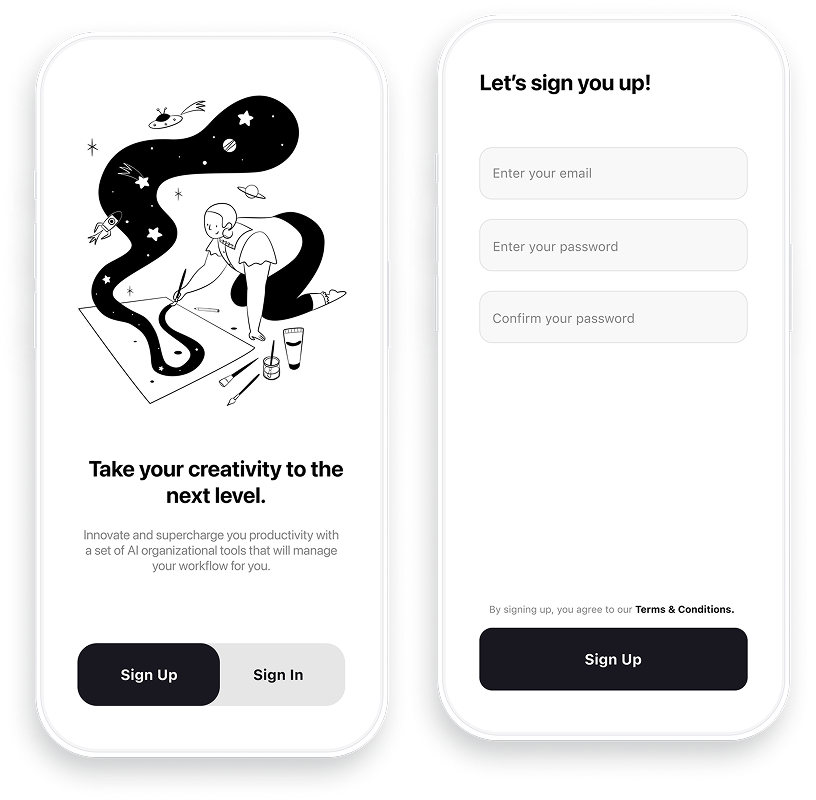 Take your creativity to the
next level.
Innovate and supercharge you productivity with
a set of AI organizational tools that will manage
your workflow for you.
Sign Up
Sign In
Let's sign you up!
Enter your email
Enter your password
Confirm your password
By signing up, you agree to our Terms & Conditions.
Sign Up